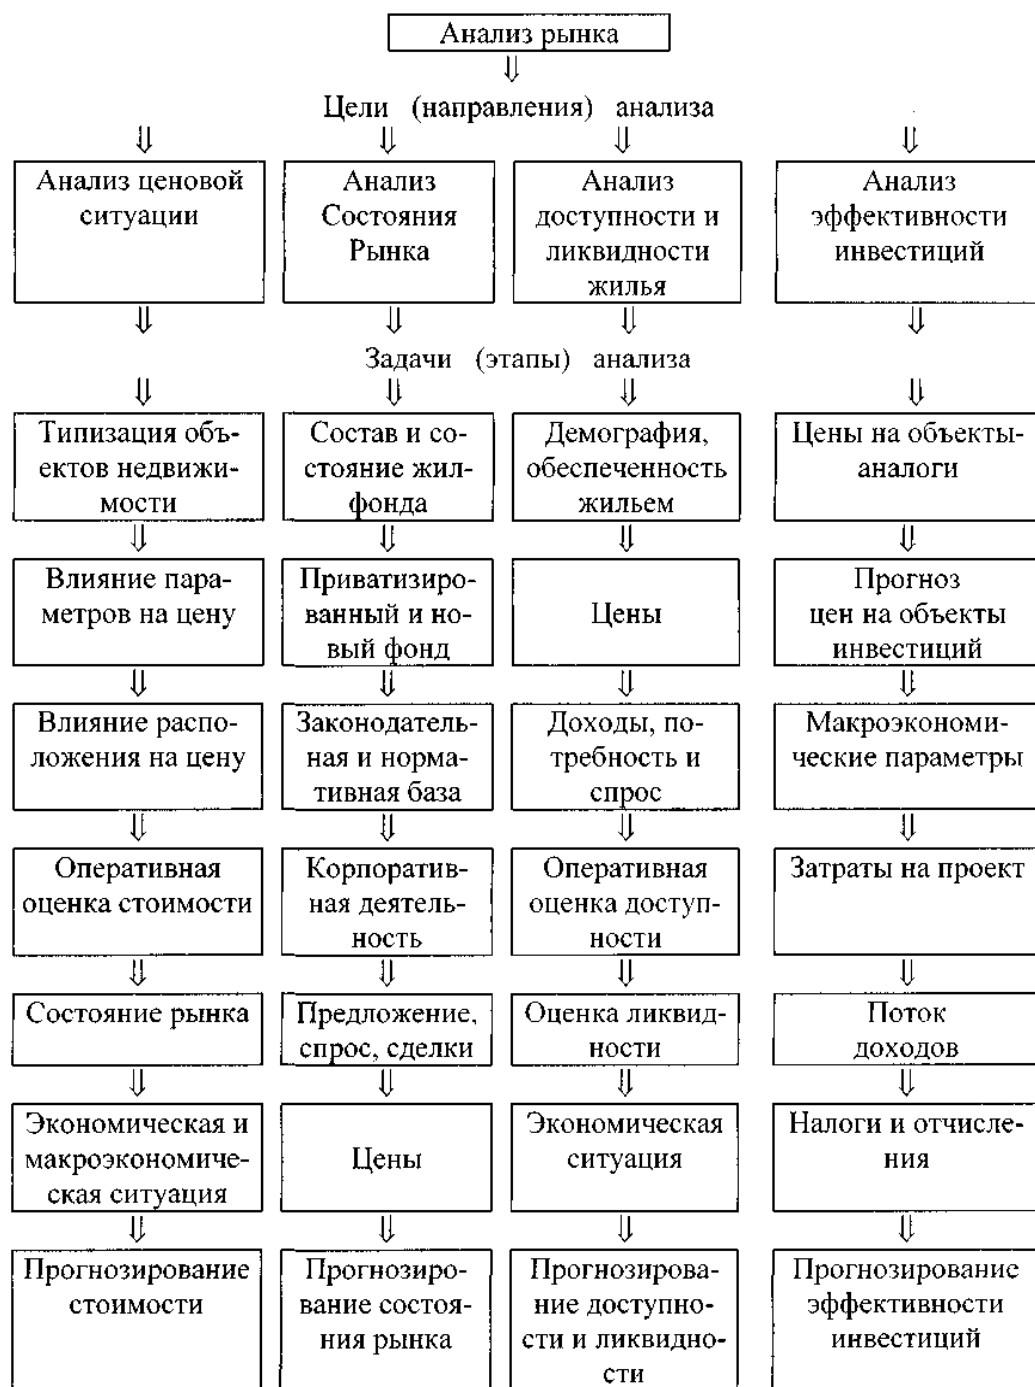 Анализ рынка
Цели (направления) анализа
Анализ ценовой
ситуации
Анализ
Состояния
Рынка
Анализ
доступности и
ликвидности
жилья
Анализ
эффективности
инвестиций
Задачи (этапы) анализа
Типизация объ-
ектов недвижи-
мости
Состав и со-
стояние жил-
фонда
Демография,
обеспеченность
жильем
Цены на объекты-
аналоги
Влияние пара-
метров на цену
Приватизиро-
ванный и но-
вый фонд
Цены
Прогноз
цен на объекты
инвестиций
Влияние распо-
ложения на цену
Законодатель-
ная и норма-
тивная база
Доходы, по-
требность и
спрос
Макроэкономи-
ческие параметры
Оперативная
оценка стоимости
Корпоратив-
ная деятель-
ность
Оперативная
оценка доступ-
ности
Затраты на проект
Состояние рынка
Предложение,
спрос, сделки
Оценка ликвид-
ности
Поток
доходов
Экономическая и
макроэкономиче-
ская ситуация
Цены
Экономическая
ситуация
Налоги и отчисле-
ния
Прогнозирование
стоимости
Прогнозиро-
вание состоя-
ния рынка
Прогнозирова-
ние доступно-
сти и ликвидно-
сти
Прогнозирование
эффективности
инвестиций